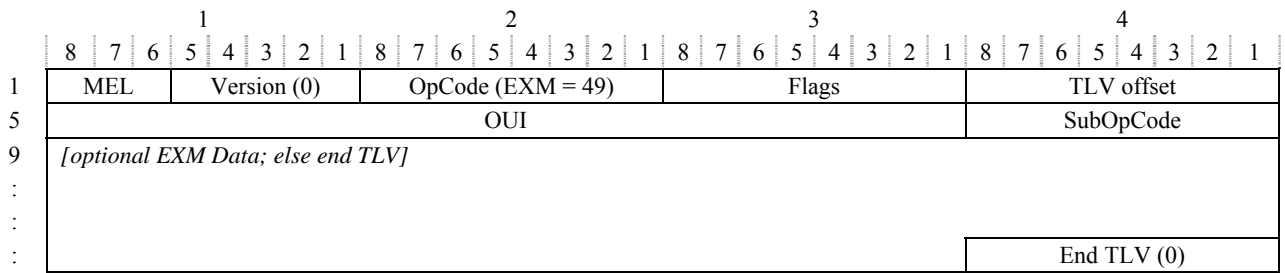 1 2 3 4
8 7 6 5 4 3 2 1 8 7 6 5 4 3 2 1 8 7 6 5 4 3 2 1 8 7 6 5 4 3 2 1
1 MEL Version (0) OpCode (EXM = 49) Flags TLV offset
5 OUI SubOpCode
9 [optional EXM Data; else end TLV]
:
:
: End TLV (0)